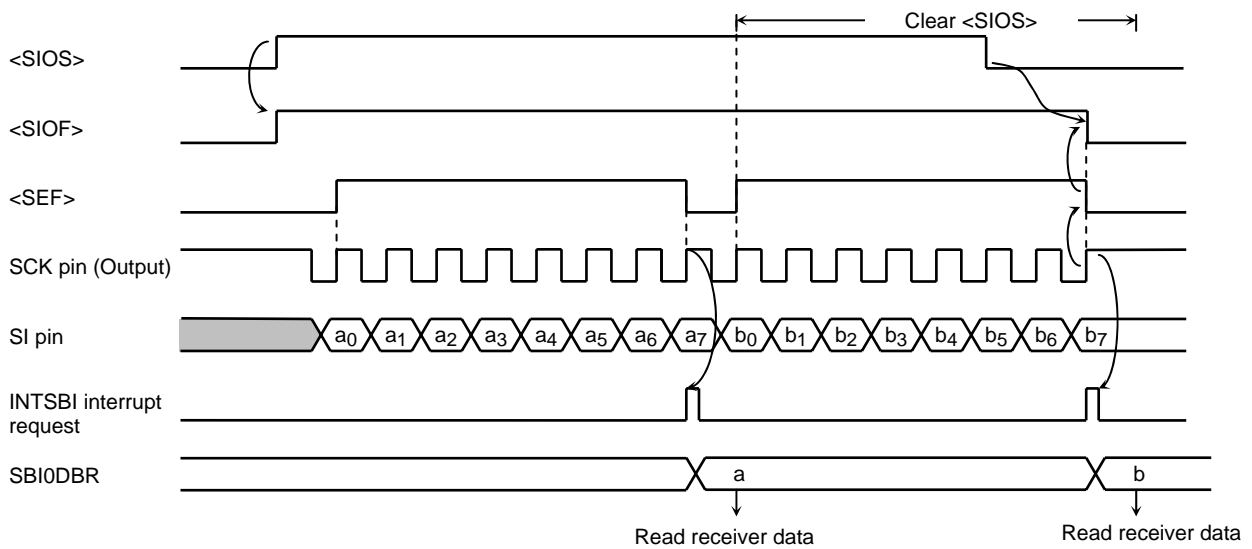 Clear <SIOS>
<SIOS>
<SIOF>
<SEF>
SCK pin (Output)
SI pin
a0 a1 a2 a3 a4 a5 a6 a7 b0 b1 b2 b3 b4 b5 b6 b7
INTSBI interrupt
request
SBI0DBR
a b
Read receiver data Read receiver data